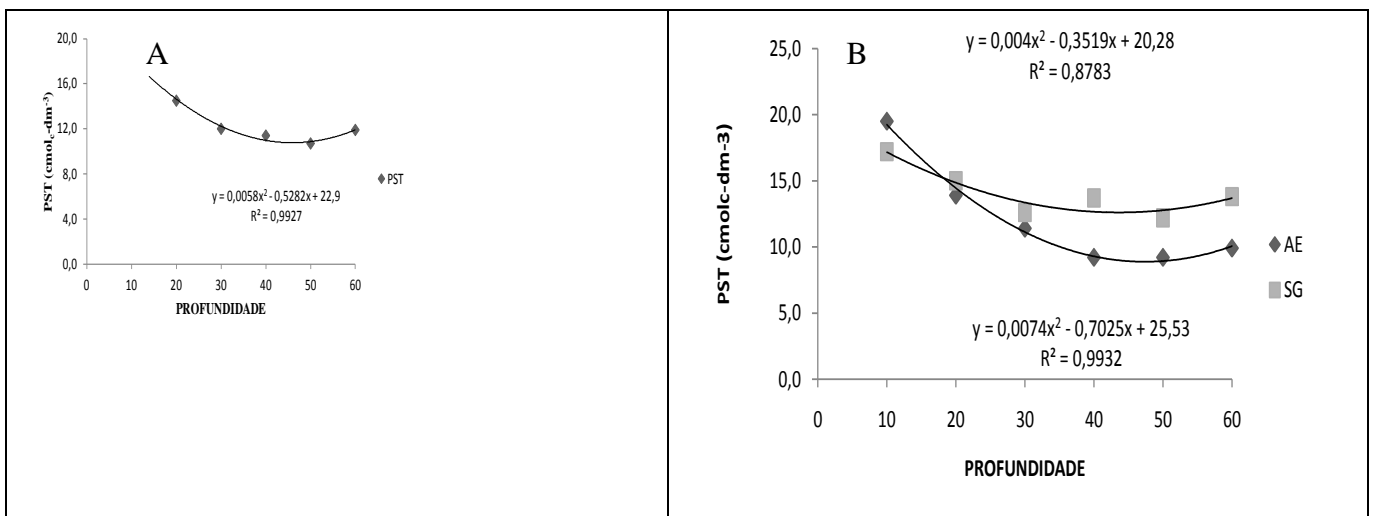 A
20,0
16,0
12,0
8,0
4,0
0,0
PST (cmolc-dm-3)
y = 0,0058x² - 0,5282x + 22,9
R² = 0,9927
PST
0 10 20 30 40 50 60
PROFUNDIDADE
B
y = 0,004x² - 0,3519x + 20,28
R² = 0,8783
25,0
20,0
15,0
10,0
5,0
0,0
PST (cmolc-dm-3)
AE
SG
y = 0,0074x² - 0,7025x + 25,53
R² = 0,9932
0 10 20 30 40 50 60
PROFUNDIDADE